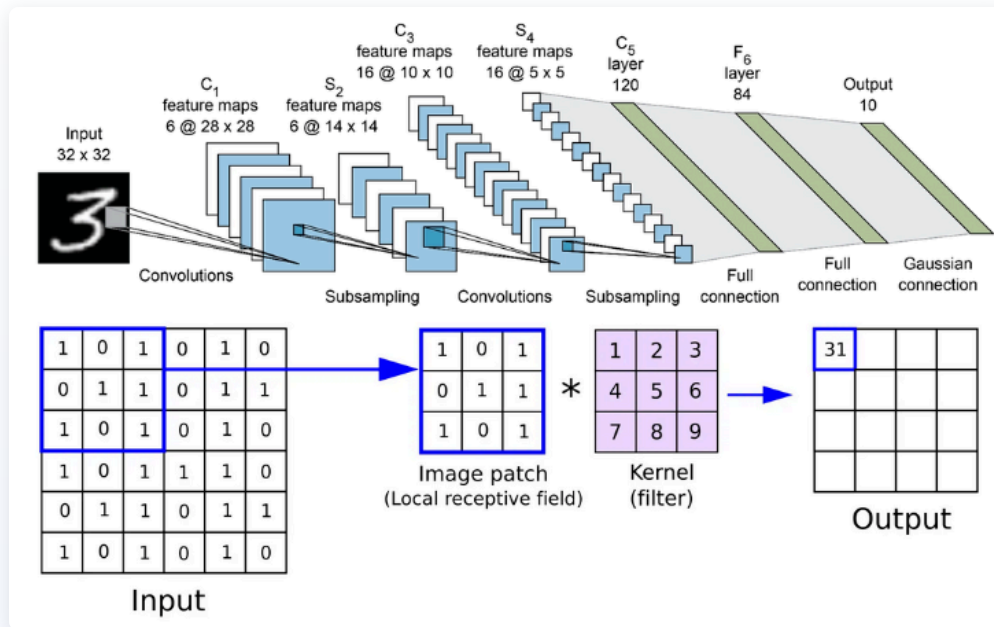 Input
32 x 32
C1
feature maps
6 @ 28 x 28
S2
feature maps
6 @ 14 x 14
C3
feature maps
16 @ 10 x 10
S4
feature maps
16 @ 5 x 5
C5
layer
120
F6
layer
84
Output
10
Convolutions
Subsampling
Convolutions
Subsampling
Full
connection
Full
connection
Gaussian
connection
1 0 1 0 1 0
0 1 1 0 1 1
1 0 1 0 1 0
1 0 1 1 1 0
0 1 1 0 1 1
1 0 1 0 1 0
Input
1 0 1
0 1 1
1 0 1
Image patch
(Local receptive field)
*
1 2 3
4 5 6
7 8 9
Kernel
(filter)
31
Output